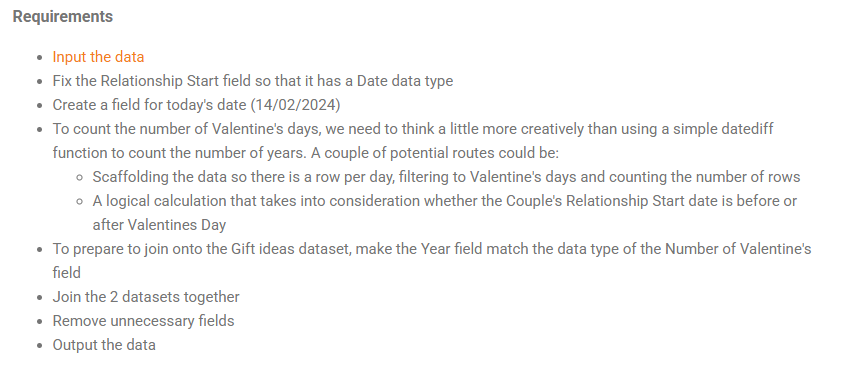 Requirements
Input the data
Fix the Relationship Start field so that it has a Date data type
Create a field for today's date (14/02/2024)
To count the number of Valentine's days, we need to think a little more creatively than using a simple datediff
function to count the number of years. A couple of potential routes could be:
Scaffolding the data so there is a row per day, filtering to Valentine's days and counting the number of rows
A logical calculation that takes into consideration whether the Couple's Relationship Start date is before or
after Valentines Day
To prepare to join onto the Gift ideas dataset, make the Year field match the data type of the Number of Valentine's
field
Join the 2 datasets together
Remove unnecessary fields
Output the data